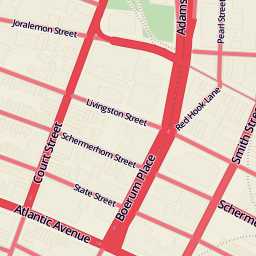 Joralemon Street
Adams
Pearl Street
Livingston Street
Red Hook Lane
Schermerhorn Street
Smith Stre
Court Street
State Street
Boerum Place
Scherme
Atlantic Avenue